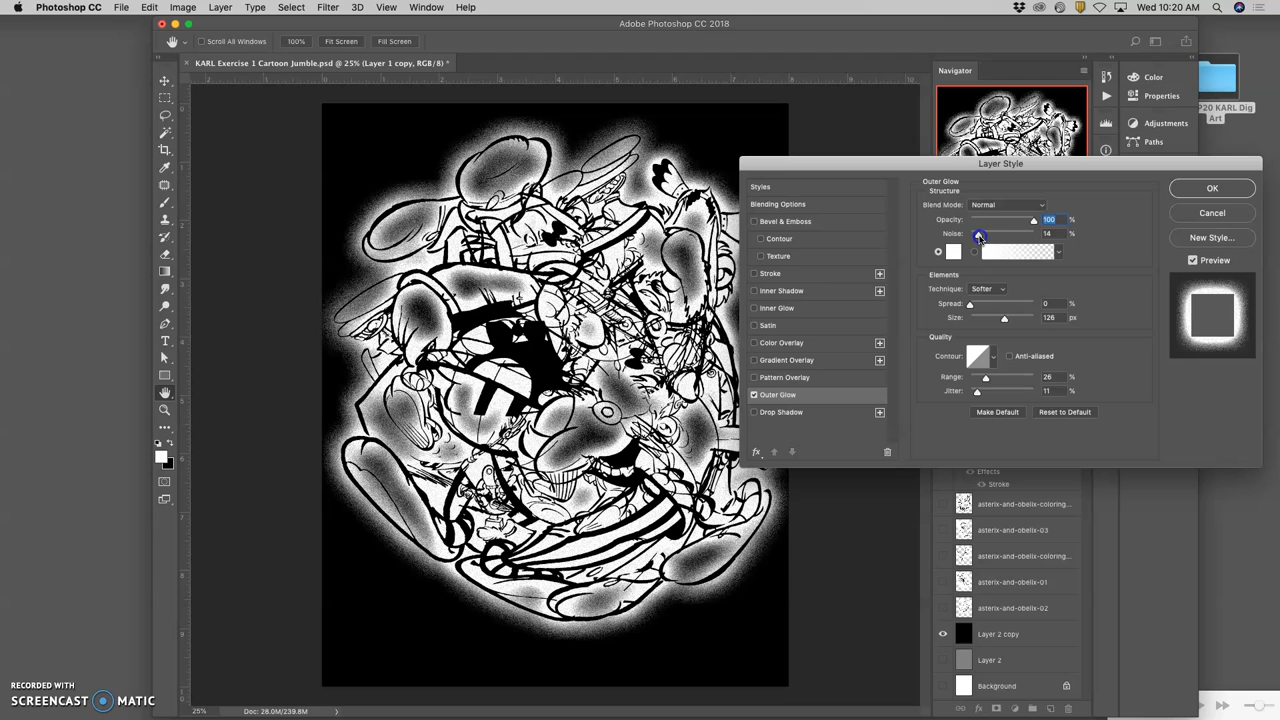 Photoshop CC File Edit Image Layer Type Select Filter 3D View Window Help Wed 10:20 AM
Adobe Photoshop CC 2018
Scroll All Windows 100% Fit Screen Fill Screen
KARL Exercise 1 Cartoon Jumble.psd @ 25% (Layer 1 copy, RGB/8) *
Navigator
Color
Properties
Adjustments
Paths
P20 KARL Dig
Art
Layer Style
Styles
Blending Options
Bevel & Emboss
Contour
Texture
Stroke
Inner Shadow
Inner Glow
Satin
Color Overlay
Gradient Overlay
Pattern Overlay
Outer Glow
Drop Shadow
fx
Outer Glow
Structure
Blend Mode: Normal
Opacity: 100 %
Noise: 14 %
Elements
Technique: Softer
Spread: 0 %
Size: 126 px
Quality
Contour: Anti-aliased
Range: 26 %
Jitter: 11 %
Make Default Reset to Default
OK
Cancel
New Style...
Preview
Effects
Stroke
asterix-and-obelix-coloring...
asterix-and-obelix-03
asterix-and-obelix-coloring...
asterix-and-obelix-01
asterix-and-obelix-02
Layer 2 copy
Layer 2
Background
25% Doc: 28.0M/239.8M
RECORDED WITH
SCREENCAST MATIC